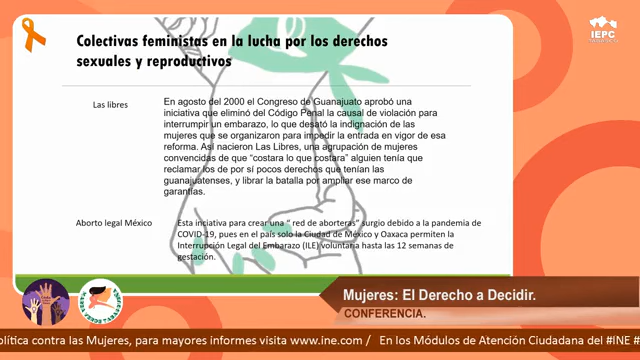 IEPC
TABASCO
Colectivas feministas en la lucha por los derechos
sexuales y reproductivos
Las libres
En agosto del 2000 el Congreso de Guanajuato aprobó una
iniciativa que eliminó del Código Penal la causal de violación para
interrumpir un embarazo, lo que desató la indignación de las
mujeres que se organizaron para impedir la entrada en vigor de esa
reforma. Así nacieron Las Libres, una agrupación de mujeres
convencidas de que “costara lo que costara” alguien tenía que
reclamar los de por sí pocos derechos que tenían las
guanajuatenses, y librar la batalla por ampliar ese marco de
garantías.
Aborto legal México
Esta iniciativa para crear una “ red de aborteras” surgio debido a la pandemia de
COVID-19, pues en el país solo la Ciudad de México y Oaxaca permiten la
Interrupción Legal del Embarazo (ILE) voluntaria hasta las 12 semanas de
gestación.
Mujeres: El Derecho a Decidir.
CONFERENCIA.
olítica contra las Mujeres, para mayores informes visita www.ine.com / En los Módulos de Atención Ciudadana del #INE #